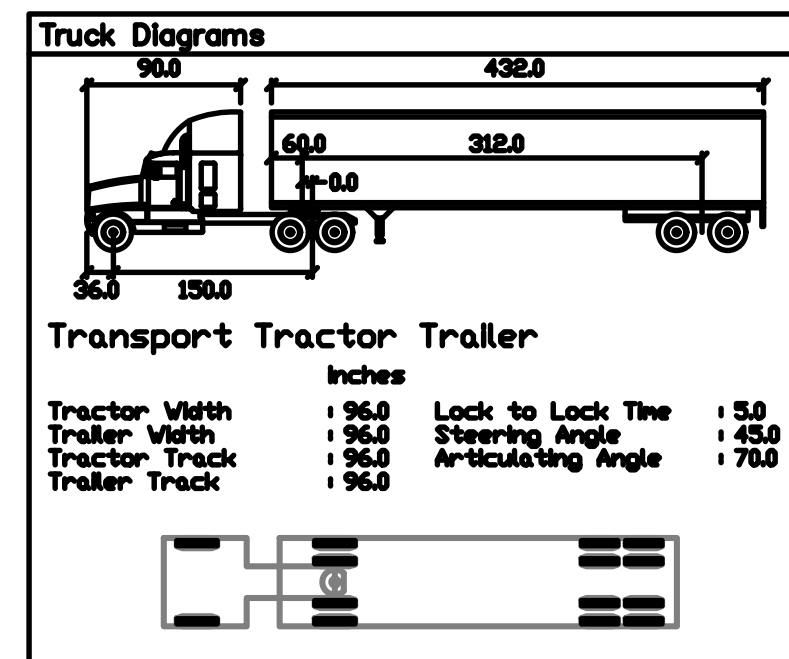 Truck Diagrams
90.0 432.0
60.0 312.0
0.0
36.0 150.0
Transport Tractor Trailer
inches
Tractor Width : 96.0 Lock to Lock Time : 5.0
Trailer Width : 96.0 Steering Angle : 45.0
Tractor Track : 96.0 Articulating Angle : 70.0
Trailer Track : 96.0